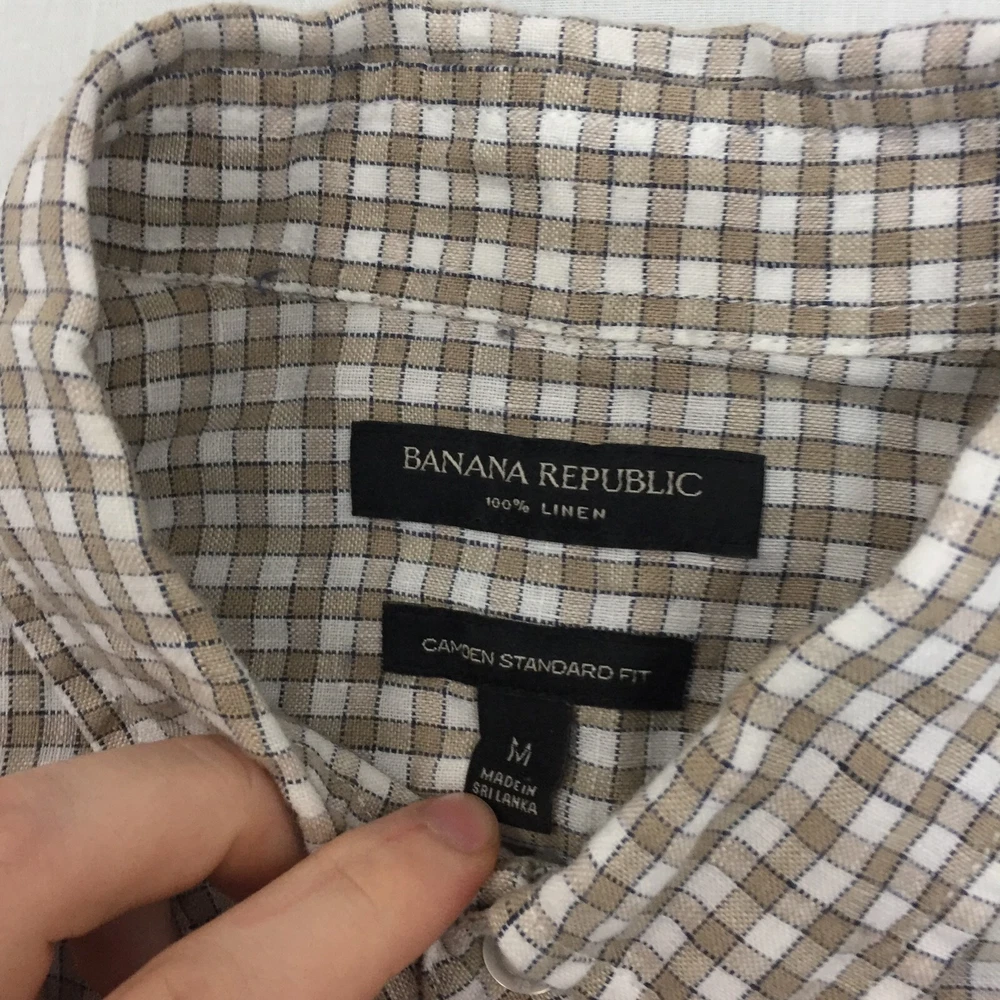 BANANA REPUBLIC
100% LINEN
CAMDEN STANDARD FIT
M
MADE IN
SRI LANKA